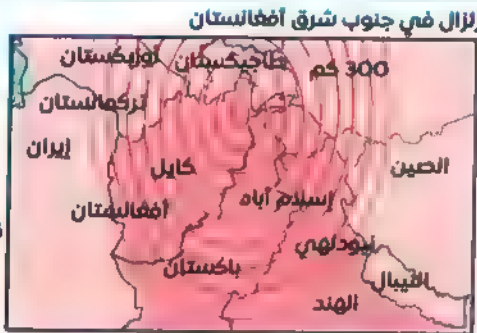 زلزال في جنوب شرق أفغانستان
أوزبكستان
طاجيكستان
300 كم
تركمانستان
إيران
كابل
الصين
إسلام أباد
أفغانستان
نيودلهي
باكستان
النيبال
الهند